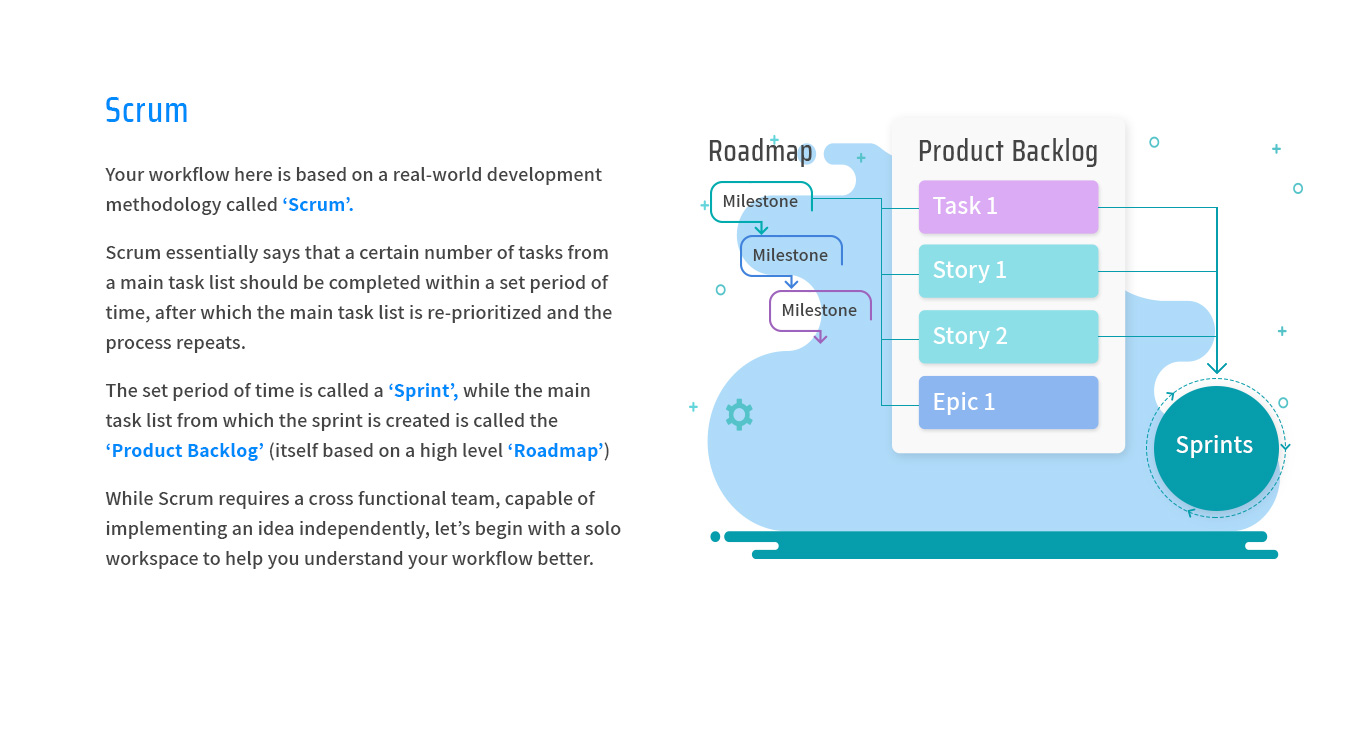 Scrum
Your workflow here is based on a real-world development
methodology called ‘Scrum’.
Scrum essentially says that a certain number of tasks from
a main task list should be completed within a set period of
time, after which the main task list is re-prioritized and the
process repeats.
The set period of time is called a ‘Sprint’, while the main
task list from which the sprint is created is called the
‘Product Backlog’ (itself based on a high level ‘Roadmap’)
While Scrum requires a cross functional team, capable of
implementing an idea independently, let’s begin with a solo
workspace to help you understand your workflow better.
Roadmap
Milestone
Milestone
Milestone
Product Backlog
Task 1
Story 1
Story 2
Epic 1
Sprints